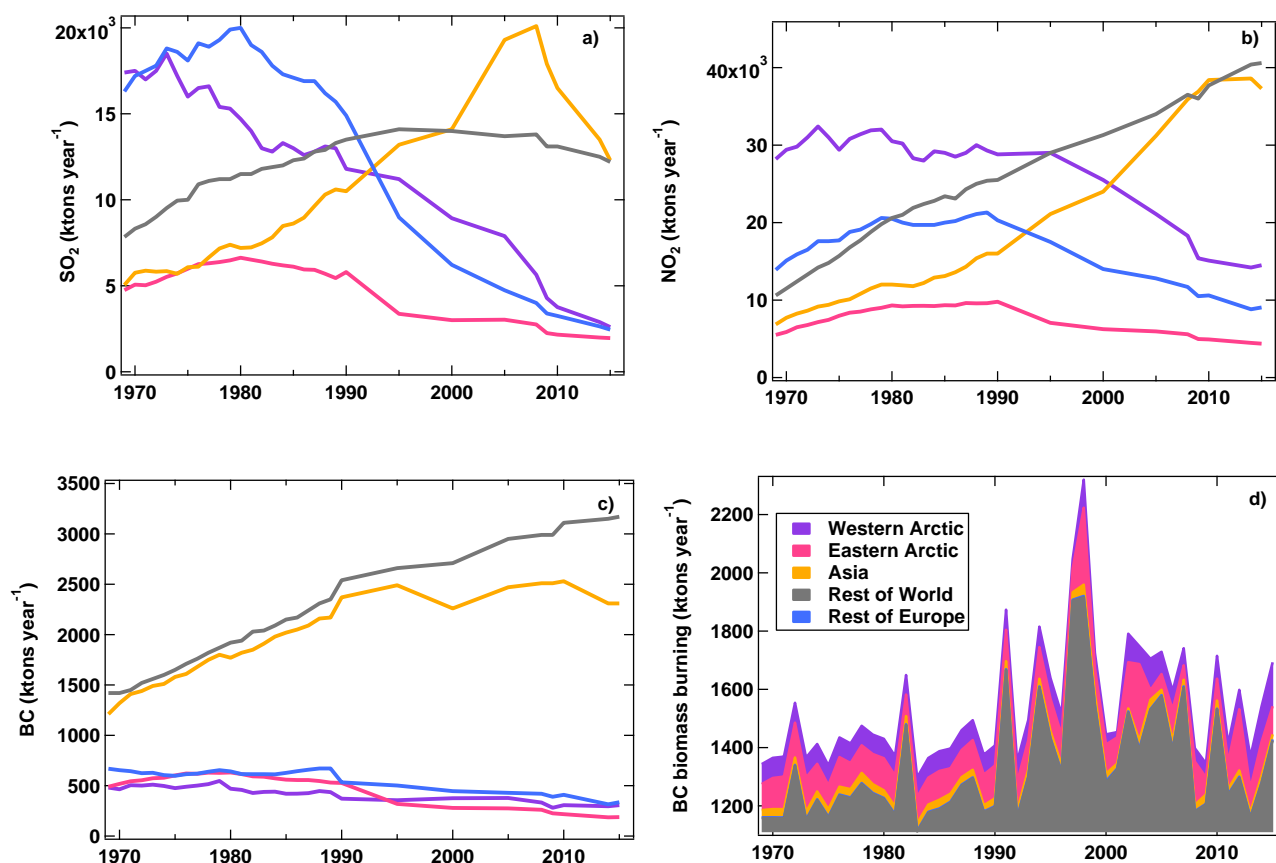 a)
SO2 (ktons year-1)
20x103
15
10
5
0
1970 1980 1990 2000 2010
b)
NO2 (ktons year-1)
40x103
30
20
10
0
1970 1980 1990 2000 2010
c)
BC (ktons year-1)
3500
3000
2500
2000
1500
1000
500
0
1970 1980 1990 2000 2010
d)
BC biomass burning (ktons year-1)
2200
2000
1800
1600
1400
1200
Western Arctic
Eastern Arctic
Asia
Rest of World
Rest of Europe
1970 1980 1990 2000 2010